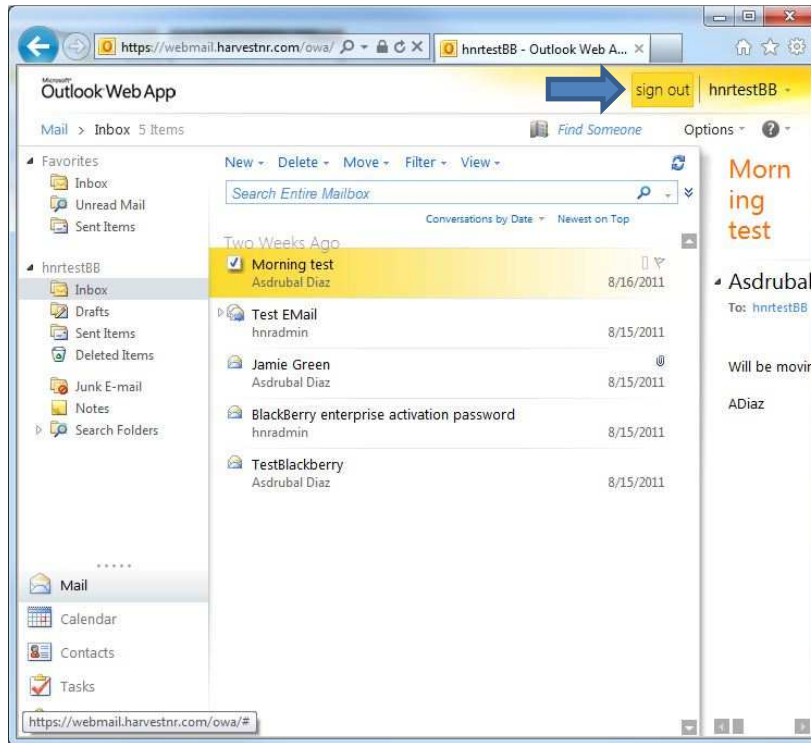 https://webmail.harvestnr.com/owa/
hnrtestBB - Outlook Web A...
Microsoft®
Outlook Web App
sign out
hnrtestBB
Mail > Inbox 5 Items
Find Someone
Options
Favorites
Inbox
Unread Mail
Sent Items
hnrtestBB
Inbox
Drafts
Sent Items
Deleted Items
Junk E-mail
Notes
Search Folders
Mail
Calendar
Contacts
Tasks
https://webmail.harvestnr.com/owa/#
New Delete Move Filter View
Search Entire Mailbox
Conversations by Date Newest on Top
Two Weeks Ago
Morning test
Asdrubal Diaz 8/16/2011
Test EMail
hnradmin 8/15/2011
Jamie Green
Asdrubal Diaz 8/15/2011
BlackBerry enterprise activation password
hnradmin 8/15/2011
TestBlackberry
Asdrubal Diaz 8/15/2011
Morn
ing
test
Asdrubal
To: hnrtestBB
Will be movin
ADiaz